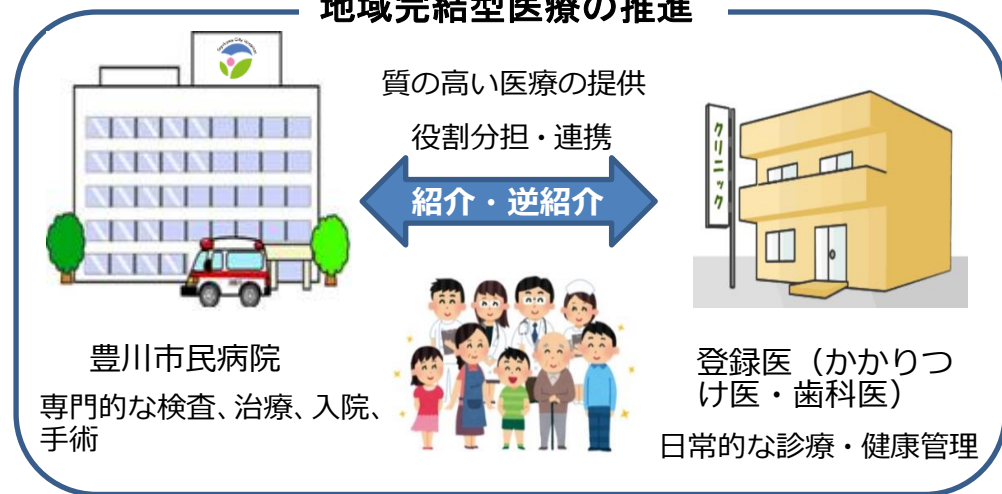 地域完結型医療の推進
質の高い医療の提供
役割分担・連携
紹介・逆紹介
クリニック
豊川市民病院
専門的な検査、治療、入院、
手術
登録医（かかりつ
け医・歯科医）
日常的な診療・健康管理